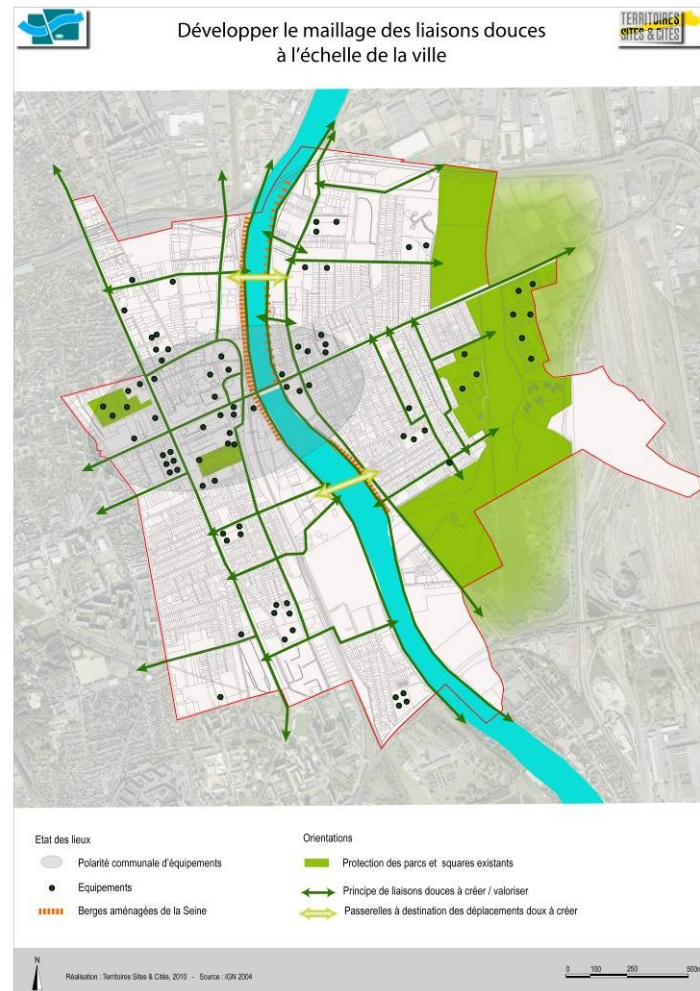 Développer le maillage des liaisons douces
à l'échelle de la ville
TERRITOIRES
SITES & CITÉS
Etat des lieux
Polarité communale d'équipements
Equipements
Berges aménagées de la Seine
Orientations
Protection des parcs et squares existants
Principe de liaisons douces à créer / valoriser
Passerelles à destination des déplacements doux à créer
N
Réalisation : Territoires Sites & Cités, 2010 - Source : IGN 2004
0 100 250 500m